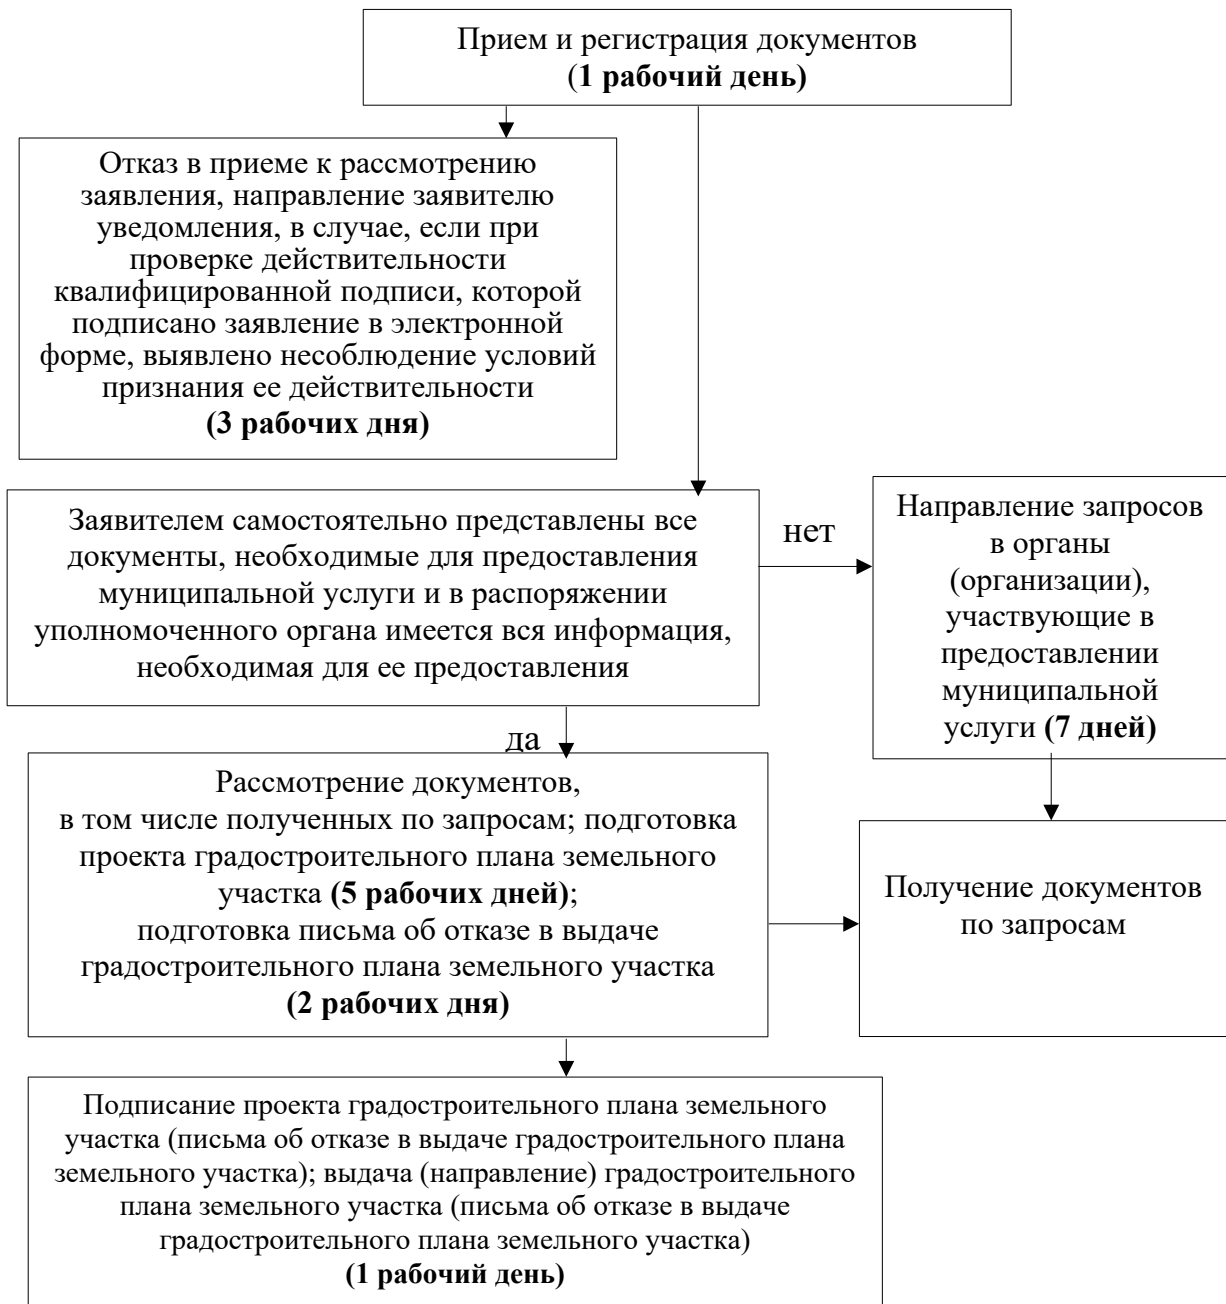 Прием и регистрация документов
(1 рабочий день)
Отказ в приеме к рассмотрению
заявления, направление заявителю
уведомления, в случае, если при
проверке действительности
квалифицированной подписи, которой
подписано заявление в электронной
форме, выявлено несоблюдение условий
признания ее действительности
(3 рабочих дня)
Заявителем самостоятельно представлены все
документы, необходимые для предоставления
муниципальной услуги и в распоряжении
уполномоченного органа имеется вся информация,
необходимая для ее предоставления
нет
Направление запросов
в органы
(организации),
участвующие в
предоставлении
муниципальной
услуги (7 дней)
да
Рассмотрение документов,
в том числе полученных по запросам; подготовка
проекта градостроительного плана земельного
участка (5 рабочих дней);
подготовка письма об отказе в выдаче
градостроительного плана земельного участка
(2 рабочих дня)
Получение документов
по запросам
Подписание проекта градостроительного плана земельного
участка (письма об отказе в выдаче градостроительного плана
земельного участка); выдача (направление) градостроительного
плана земельного участка (письма об отказе в выдаче
градостроительного плана земельного участка)
(1 рабочий день)